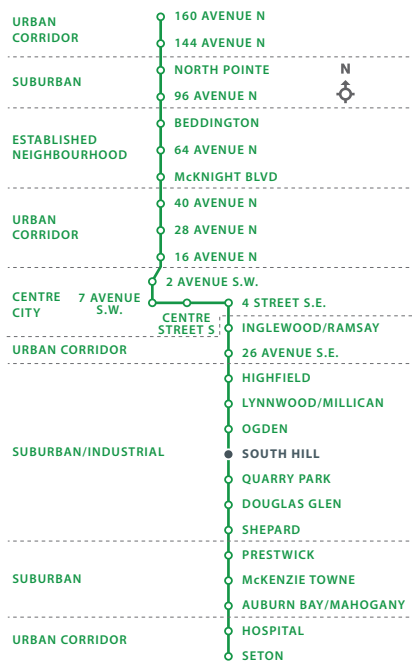 160 AVENUE N
URBAN
CORRIDOR
144 AVENUE N
NORTH POINTE
N
SUBURBAN
96 AVENUE N
BEDDINGTON
ESTABLISHED
NEIGHBOURHOOD
64 AVENUE N
McKNIGHT BLVD
40 AVENUE N
URBAN
CORRIDOR
28 AVENUE N
16 AVENUE N
2 AVENUE S.W.
CENTRE
CITY
7 AVENUE
S.W.
4 STREET S.E.
CENTRE
STREET S
INGLEWOOD/RAMSAY
URBAN CORRIDOR
26 AVENUE S.E.
HIGHFIELD
LYNNWOOD/MILLICAN
OGDEN
SUBURBAN/INDUSTRIAL
SOUTH HILL
QUARRY PARK
DOUGLAS GLEN
SHEPARD
PRESTWICK
SUBURBAN
McKENZIE TOWNE
AUBURN BAY/MAHOGANY
HOSPITAL
URBAN CORRIDOR
SETON